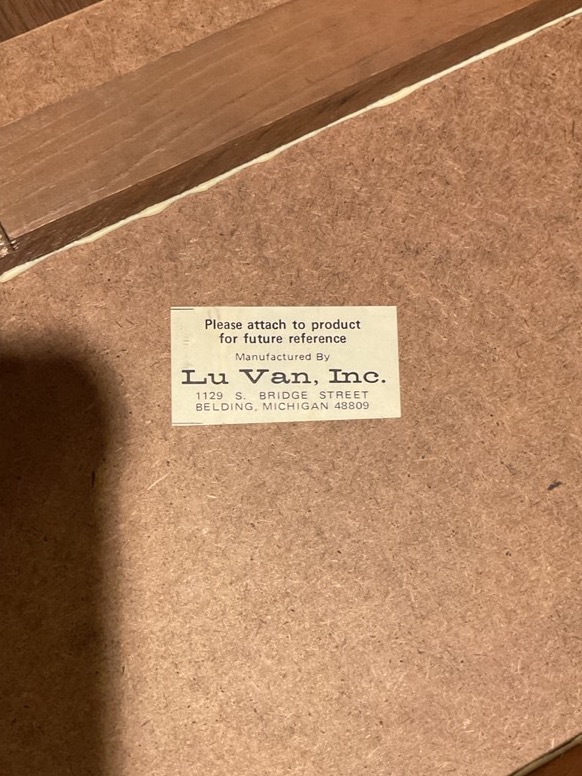 Please attach to product
for future reference
Manufactured By
Lu Van, Inc.
1129 S. BRIDGE STREET
BELDING, MICHIGAN 48809